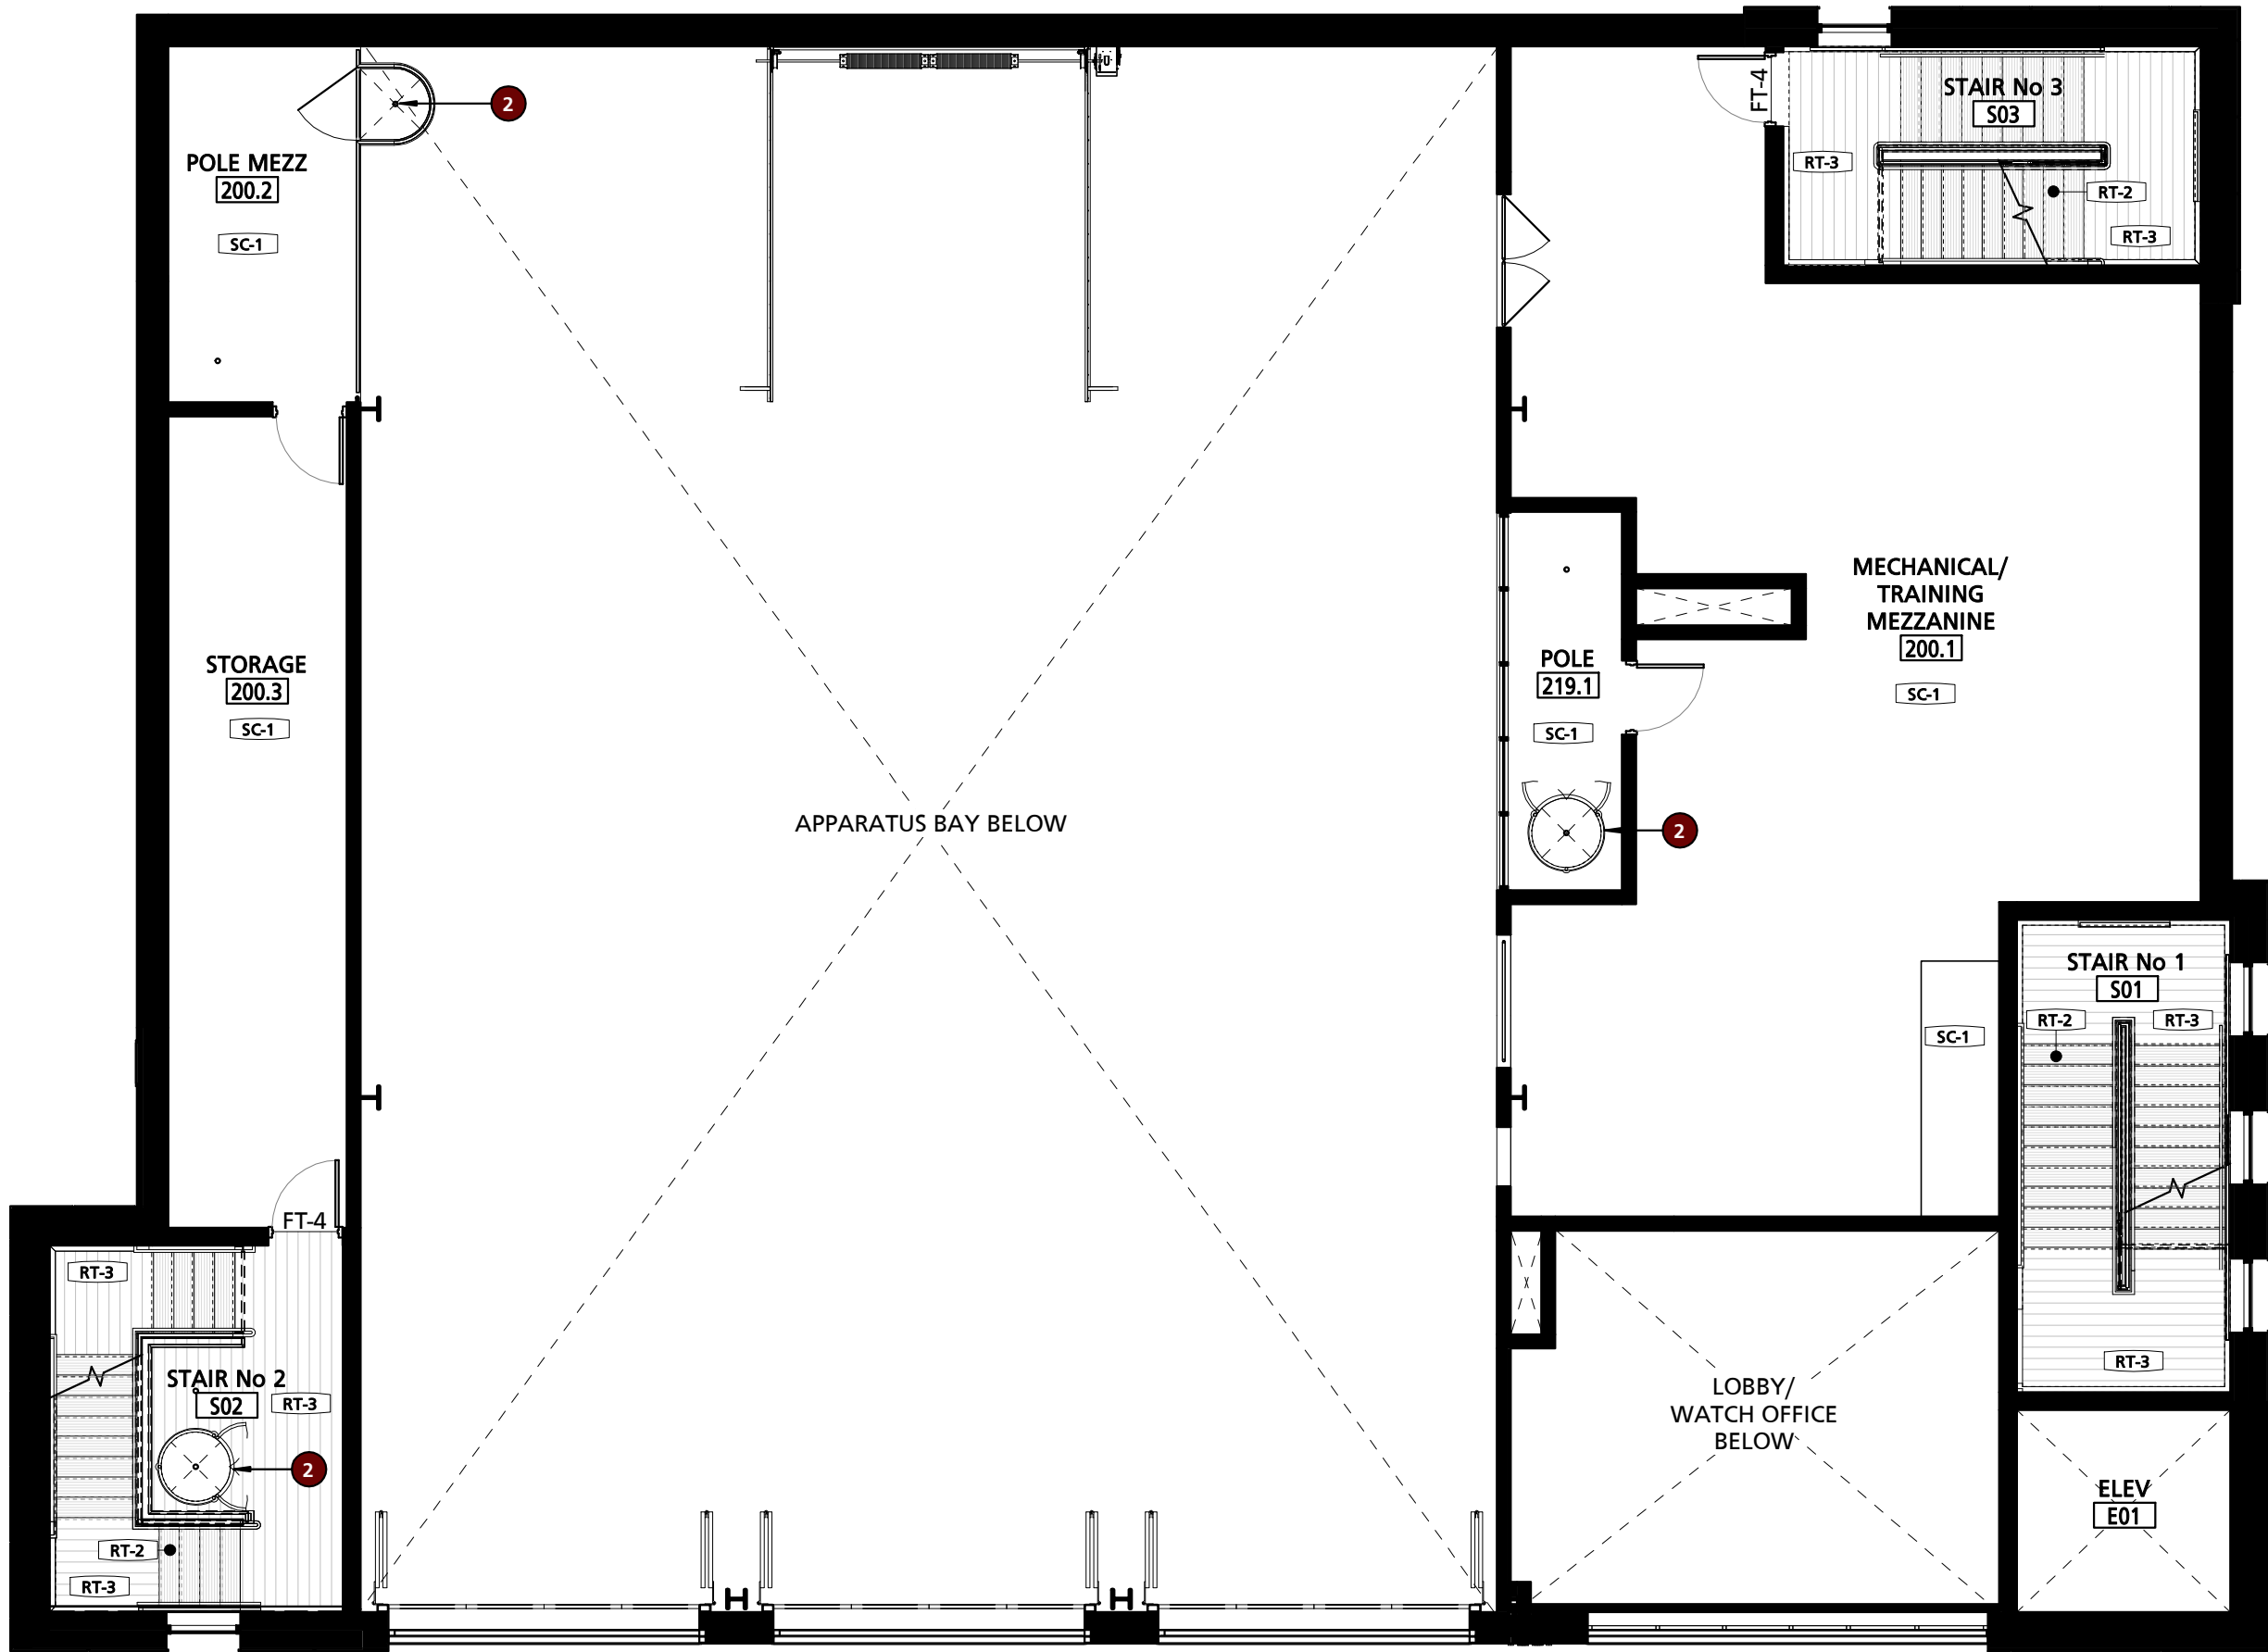 2
FT-4
STAIR No 3
S03
RT-3
RT-2
RT-3
POLE MEZZ
200.2
SC-1
MECHANICAL/
TRAINING
MEZZANINE
200.1
SC-1
STORAGE
200.3
SC-1
POLE
219.1
SC-1
2
APPARATUS BAY BELOW
STAIR No 1
S01
RT-2
RT-3
SC-1
RT-3
FT-4
RT-3
STAIR No 2
S02
RT-3
2
RT-2
RT-3
LOBBY/
WATCH OFFICE
BELOW
ELEV
E01